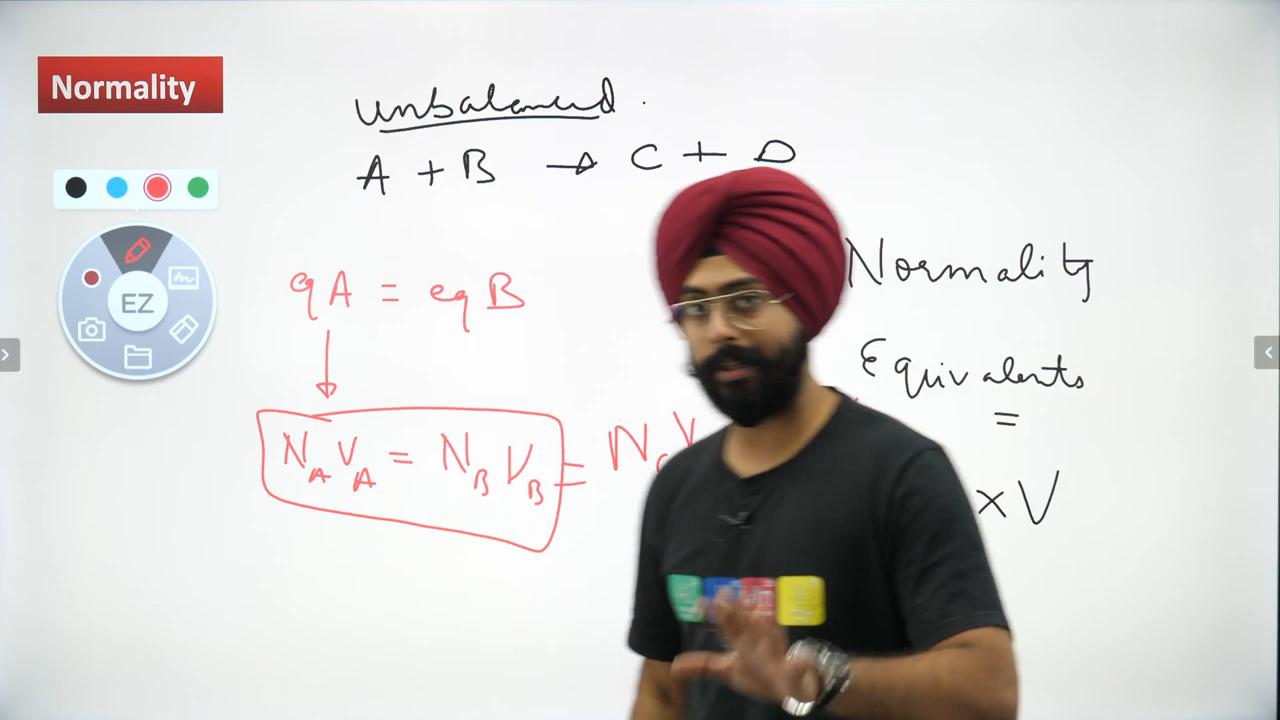 Normality
unbalanced
A + B → C + D
EZ
eq A = eq B
Normality
Equivalents
=
N_A V_A = N_B V_B = N_C V
× V